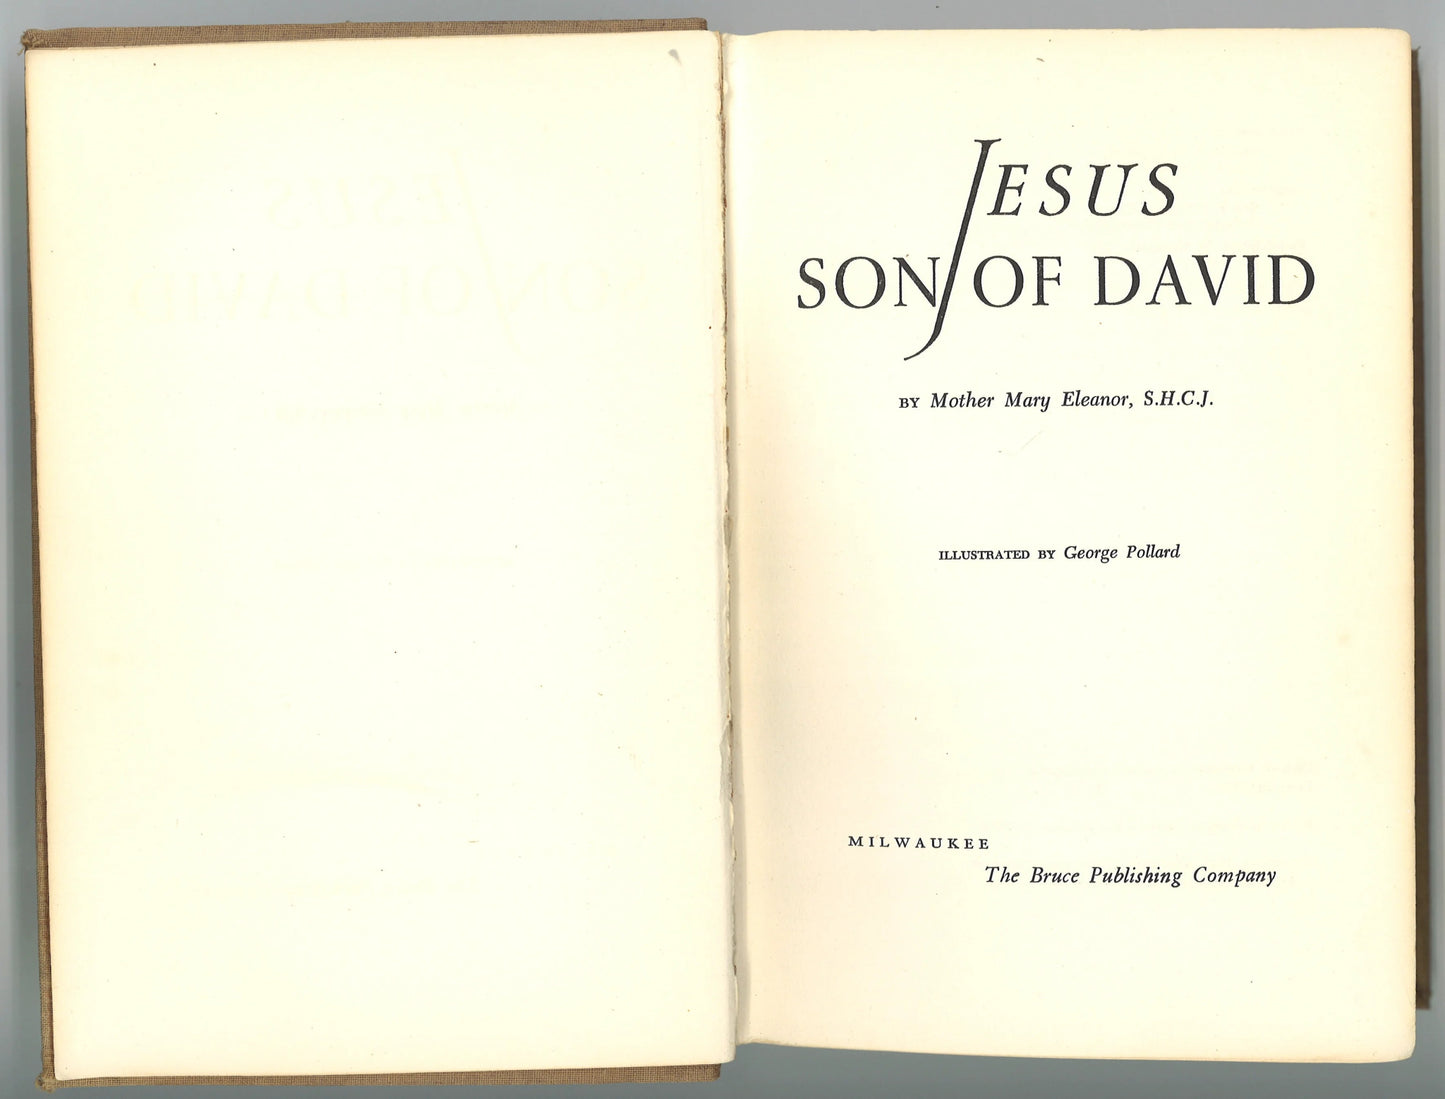 JESUS
SON OF DAVID
BY Mother Mary Eleanor, S.H.C.J.
ILLUSTRATED BY George Pollard
MILWAUKEE
The Bruce Publishing Company